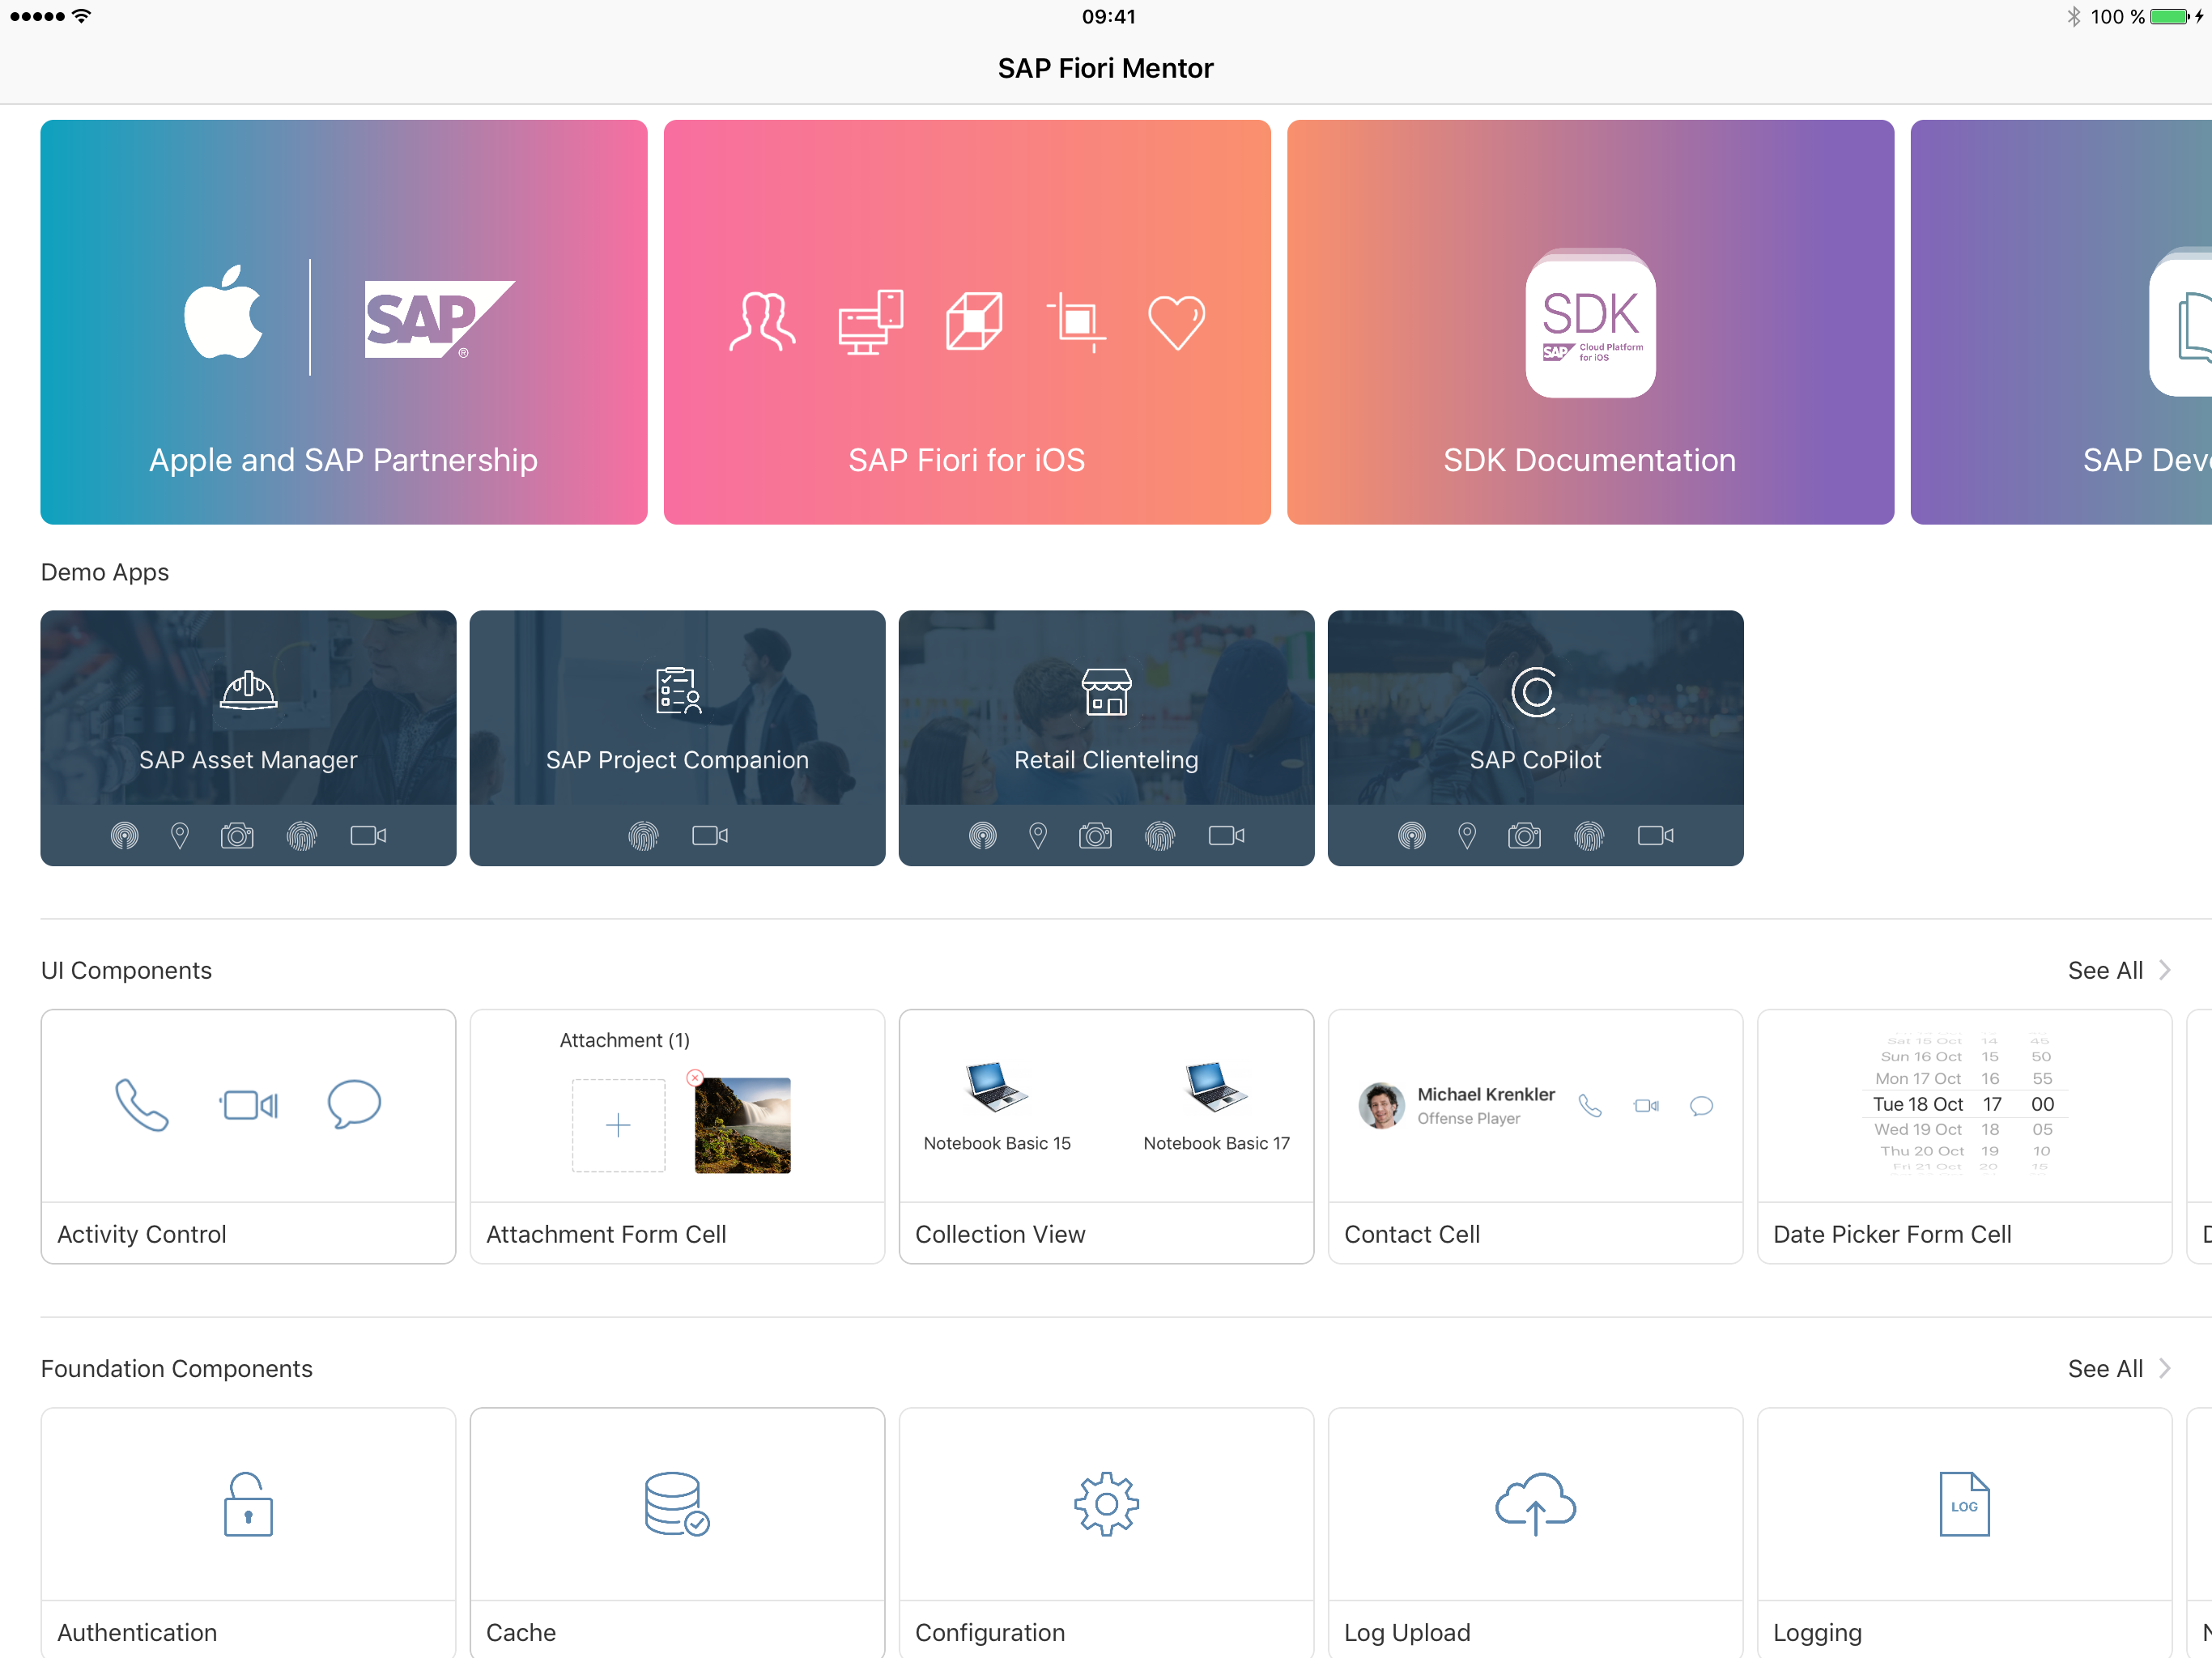 09:41
100 %
SAP Fiori Mentor
SAP
®
SDK
SAP Cloud Platform
for iOS
Apple and SAP Partnership
SAP Fiori for iOS
SDK Documentation
SAP
Demo Apps
SAP Asset Manager
SAP Project Companion
Retail Clienteling
SAP CoPilot
UI Components
See All
Attachment (1)
Notebook Basic 15
Notebook Basic 17
Michael Krenkler
Offense Player
Sat 15 Oct 14 45
Sun 16 Oct 15 50
Mon 17 Oct 16 55
Tue 18 Oct 17 00
Wed 19 Oct 18 05
Thu 20 Oct 19 10
Fri 21 Oct 20 15
Activity Control
Attachment Form Cell
Collection View
Contact Cell
Date Picker Form Cell
Foundation Components
See All
LOG
Authentication
Cache
Configuration
Log Upload
Logging